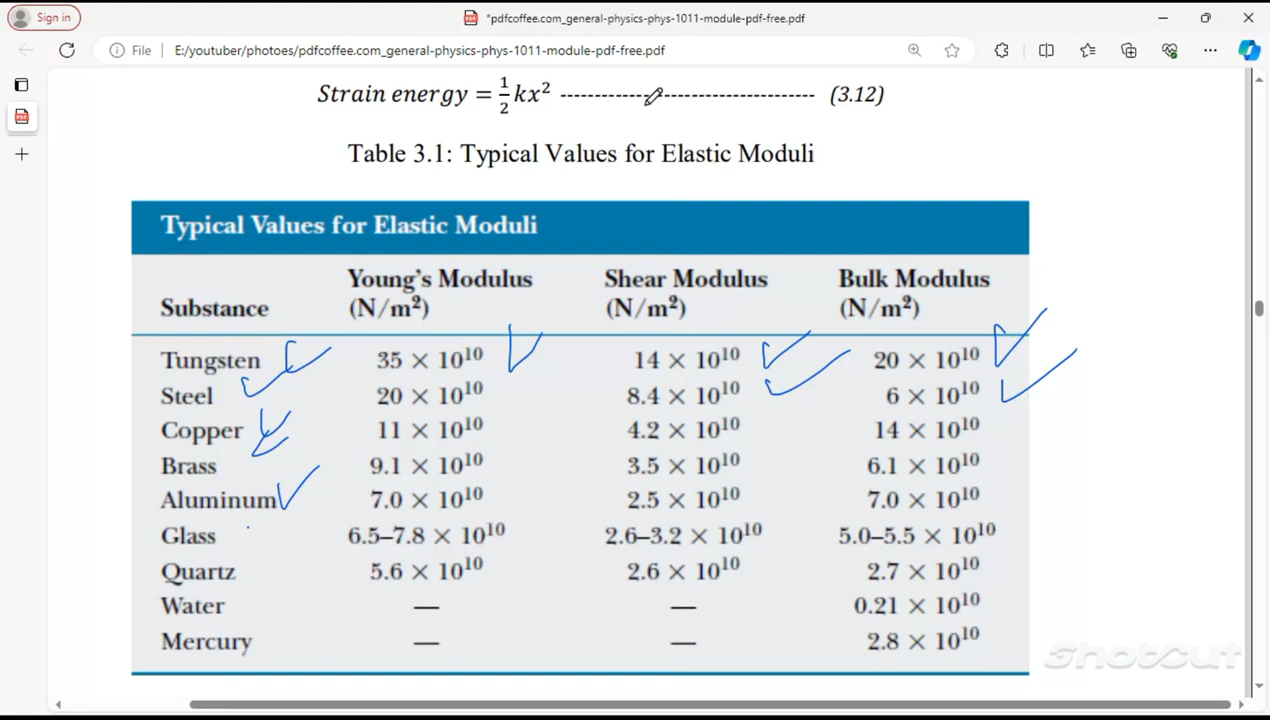 Sign in
*pdfcoffee.com_general-physics-phys-1011-module-pdf-free.pdf
File
E:/youtuber/photoes/pdfcoffee.com_general-physics-phys-1011-module-pdf-free.pdf
Strain energy = 1/2 kx² ---------------------------------- (3.12)
Table 3.1: Typical Values for Elastic Moduli
Typical Values for Elastic Moduli
Young's Modulus Shear Modulus Bulk Modulus
Substance (N/m²) (N/m²) (N/m²)
Tungsten 35 × 10¹⁰ 14 × 10¹⁰ 20 × 10¹⁰
Steel 20 × 10¹⁰ 8.4 × 10¹⁰ 6 × 10¹⁰
Copper 11 × 10¹⁰ 4.2 × 10¹⁰ 14 × 10¹⁰
Brass 9.1 × 10¹⁰ 3.5 × 10¹⁰ 6.1 × 10¹⁰
Aluminum 7.0 × 10¹⁰ 2.5 × 10¹⁰ 7.0 × 10¹⁰
Glass 6.5–7.8 × 10¹⁰ 2.6–3.2 × 10¹⁰ 5.0–5.5 × 10¹⁰
Quartz 5.6 × 10¹⁰ 2.6 × 10¹⁰ 2.7 × 10¹⁰
Water — — 0.21 × 10¹⁰
Mercury — — 2.8 × 10¹⁰
Shotcut